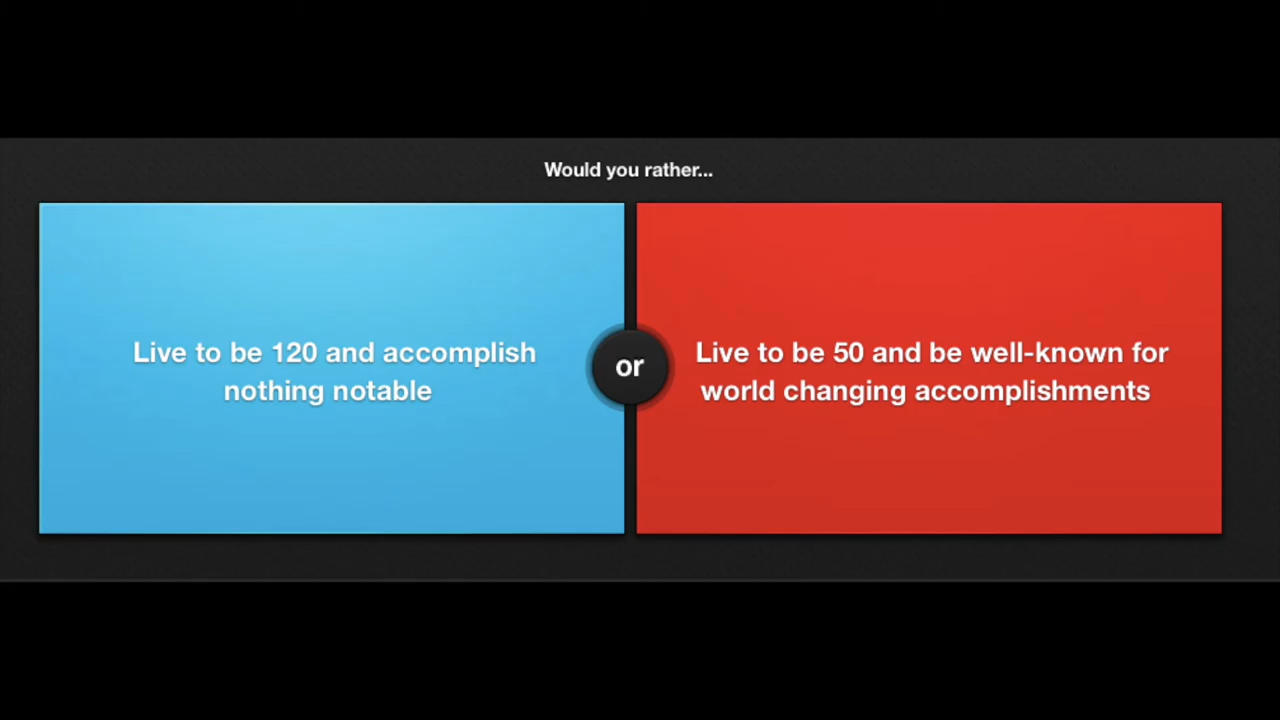 Would you rather...
Live to be 120 and accomplish
nothing notable
or
Live to be 50 and be well-known for
world changing accomplishments